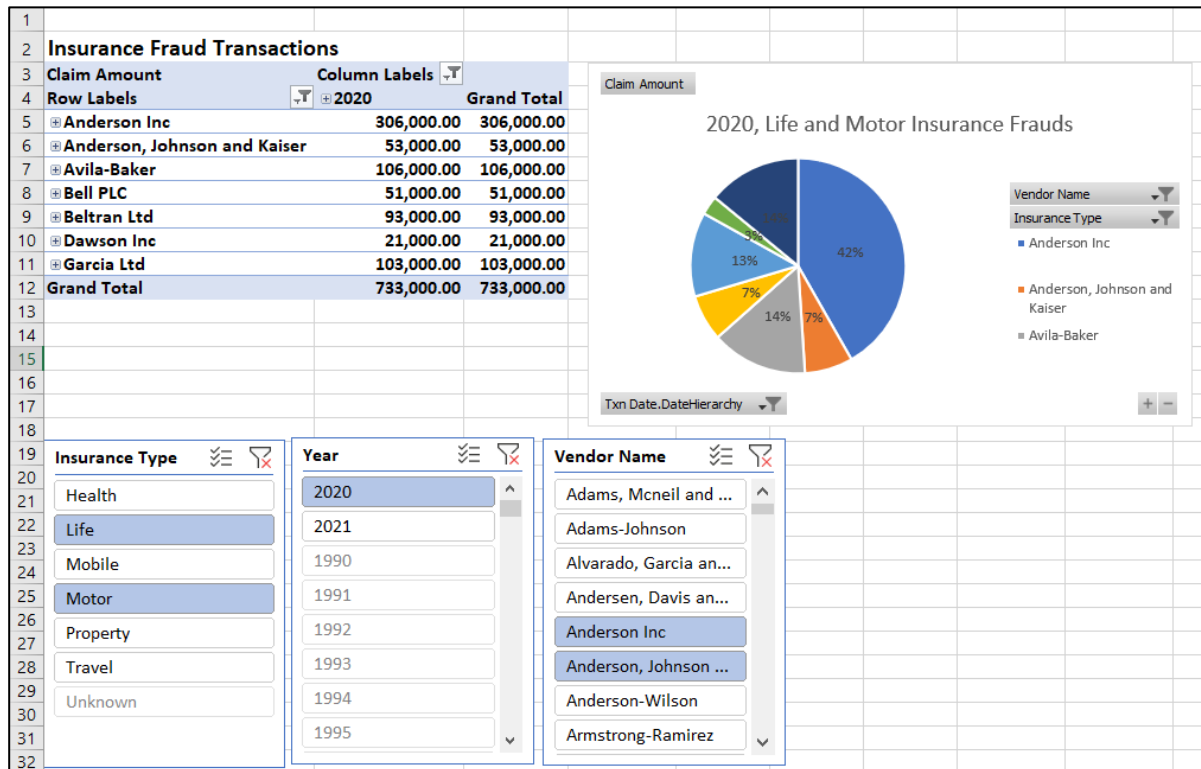 1
2 Insurance Fraud Transactions
3 Claim Amount Column Labels
4 Row Labels 2020 Grand Total
5 Anderson Inc 306,000.00 306,000.00
6 Anderson, Johnson and Kaiser 53,000.00 53,000.00
7 Avila-Baker 106,000.00 106,000.00
8 Bell PLC 51,000.00 51,000.00
9 Beltran Ltd 93,000.00 93,000.00
10 Dawson Inc 21,000.00 21,000.00
11 Garcia Ltd 103,000.00 103,000.00
12 Grand Total 733,000.00 733,000.00
13
14
15
16
17
18
19
20
21
22
23
24
25
26
27
28
29
30
31
32
Claim Amount
2020, Life and Motor Insurance Frauds
42%
7%
14%
7%
13%
3%
Vendor Name
Insurance Type
Anderson Inc
Anderson, Johnson and
Kaiser
Avila-Baker
Txn Date.DateHierarchy
+ −
Insurance Type
Health
Life
Mobile
Motor
Property
Travel
Unknown
Year
2020
2021
1990
1991
1992
1993
1994
1995
Vendor Name
Adams, Mcneil and ...
Adams-Johnson
Alvarado, Garcia an...
Andersen, Davis an...
Anderson Inc
Anderson, Johnson ...
Anderson-Wilson
Armstrong-Ramirez